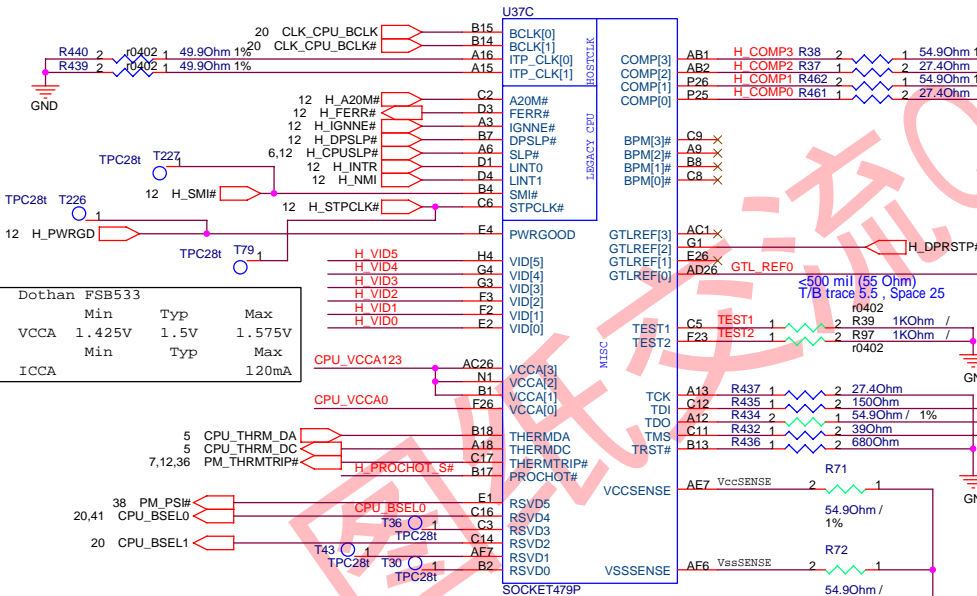 U37C
20 CLK_CPU_BCLK B15 BCLK[0]
20 CLK_CPU_BCLK# B14 BCLK[1]
R440 2 r0402 1 49.9Ohm 1% A16 ITP_CLK[0]
R439 2 r0402 1 49.9Ohm 1% A15 ITP_CLK[1]
GND
HOSTCLK
COMP[3] AB1 H_COMP3 R38 2 1 54.9Ohm 1
COMP[2] AB2 H_COMP2 R37 2 1 27.4Ohm
COMP[1] P26 H_COMP1 R462 1 2 54.9Ohm 1
COMP[0] P25 H_COMP0 R461 1 2 27.4Ohm
12 H_A20M# C2 A20M#
12 H_FERR# D3 FERR#
12 H_IGNNE# A3 IGNNE#
12 H_DPSLP# B7 DPSLP#
6,12 H_CPUSLP# A6 SLP#
12 H_INTR D1 LINT0
12 H_NMI D4 LINT1
12 H_SMI# B4 SMI#
12 H_STPCLK# C6 STPCLK#
LEGACY CPU
TPC28t T227 1
TPC28t T226 1
12 H_PWRGD E4 PWRGOOD
TPC28t T79 1
BPM[3]# C9
BPM[2]# A9
BPM[1]# B8
BPM[0]# C8
GTLREF[3] AC1
GTLREF[2] G1 H_DPRSTP#
GTLREF[1] E26
GTLREF[0] AD26 GTL_REF0
<500 mil (55 Ohm)
T/B trace 5.5 , Space 25
H_VID5 H4 VID[5]
H_VID4 G4 VID[4]
H_VID3 G3 VID[3]
H_VID2 F3 VID[2]
H_VID1 F2 VID[1]
H_VID0 E2 VID[0]
Dothan FSB533
Min Typ Max
VCCA 1.425V 1.5V 1.575V
Min Typ Max
ICCA 120mA
r0402
TEST1 C5 TEST1 1 2 R39 1KOhm /
TEST2 F23 TEST2 1 2 R97 1KOhm /
r0402
GN
MISC
CPU_VCCA123 AC26 VCCA[3]
N1 VCCA[2]
B1 VCCA[1]
CPU_VCCA0 F26 VCCA[0]
TCK A13 R437 1 2 27.4Ohm
TDI C12 R435 1 2 150Ohm
TDO A12 R434 2 1 54.9Ohm / 1%
TMS C11 R432 1 2 39Ohm
TRST# B13 R436 1 2 680Ohm
GN
5 CPU_THRM_DA B18 THERMDA
5 CPU_THRM_DC A18 THERMDC
7,12,36 PM_THRMTRIP# C17 THERMTRIP#
H_PROCHOT_S# B17 PROCHOT#
VCCSENSE AE7 VccSENSE 2 R71 1
54.9Ohm /
1%
38 PM_PSI# E1 RSVD5
20,41 CPU_BSEL0 CPU_BSEL0 C16 RSVD4
T36 1 TPC28t C3 RSVD3
20 CPU_BSEL1 C14 RSVD2
T43 1 TPC28t AF7 RSVD1
T30 1 TPC28t B2 RSVD0
VSSSENSE AF6 VssSENSE 2 R72 1
54.9Ohm /
SOCKET479P
图纸交流